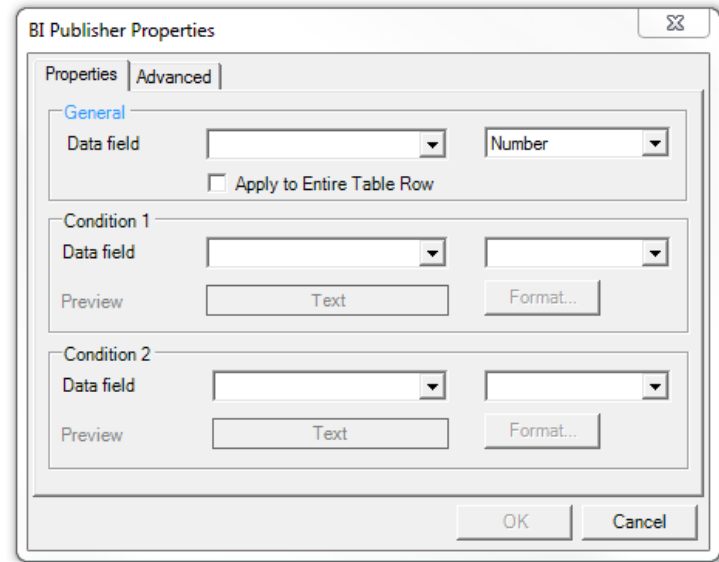 BI Publisher Properties
Properties Advanced
General
Data field Number
Apply to Entire Table Row
Condition 1
Data field
Preview Text Format...
Condition 2
Data field
Preview Text Format...
OK Cancel